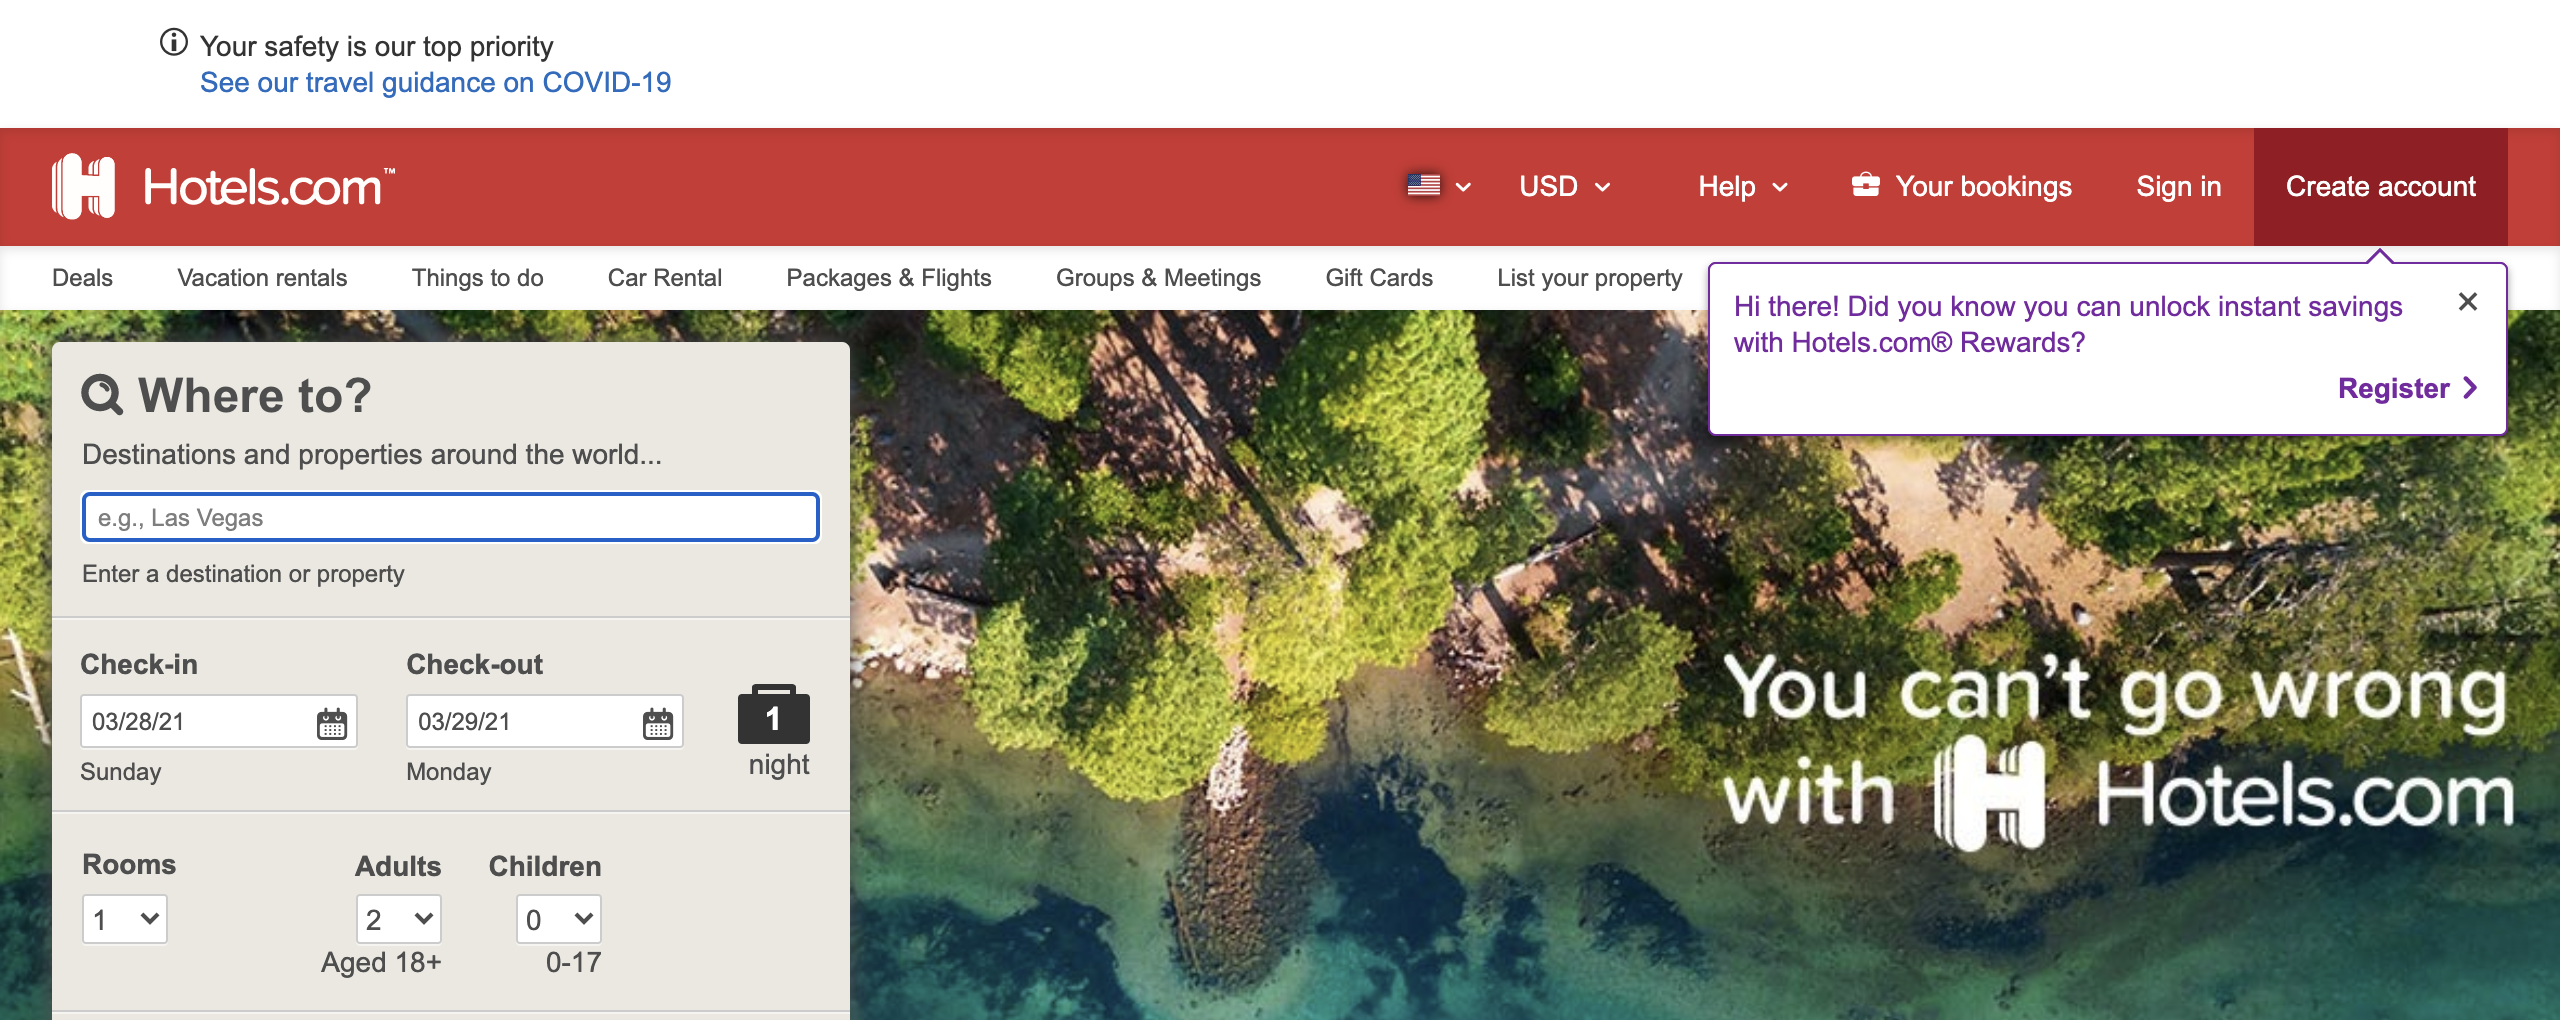 Your safety is our top priority
See our travel guidance on COVID-19
Hotels.com™
USD
Help
Your bookings
Sign in
Create account
Deals
Vacation rentals
Things to do
Car Rental
Packages & Flights
Groups & Meetings
Gift Cards
List your property
Hi there! Did you know you can unlock instant savings
with Hotels.com® Rewards?
Register
Where to?
Destinations and properties around the world...
e.g., Las Vegas
Enter a destination or property
Check-in
Check-out
03/28/21
03/29/21
1
night
Sunday
Monday
Rooms
Adults
Children
1
2
0
Aged 18+
0-17
You can't go wrong
with H Hotels.com